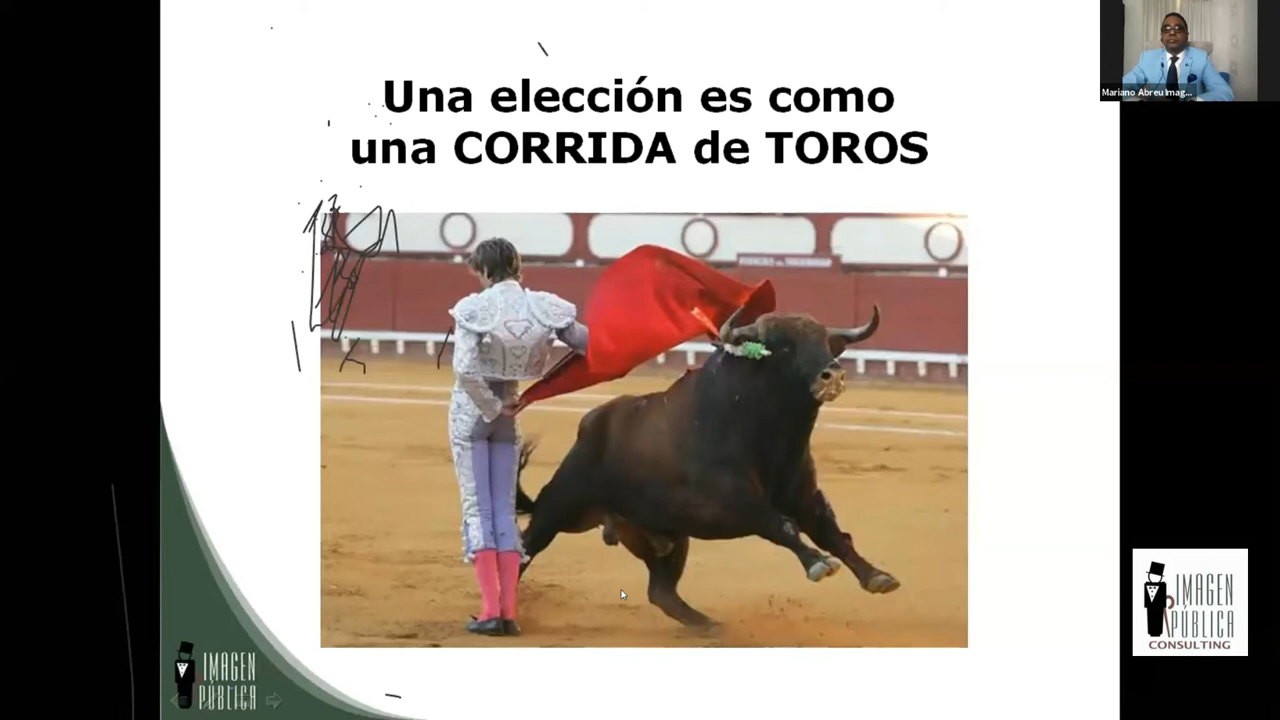 Una elección es como
una CORRIDA de TOROS
Mariano Abreu Imag...
IMAGEN
PÚBLICA
CONSULTING
IMAGEN
PÚBLICA